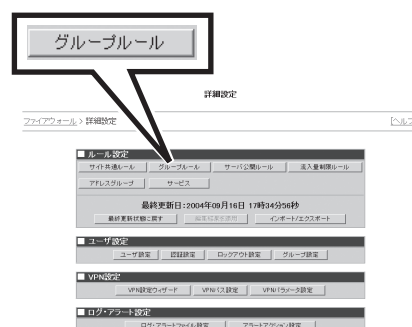 グループルール
詳細設定
ファイアウォール > 詳細設定 [ヘルプ
■ ルール設定
サイト共通ルール グループルール サーバ公開ルール 流入量制限ルール
アドレスグループ サービス
最終更新日:2004年09月16日 17時34分56秒
最終更新状態に戻す 編集結果を適用 インポート/エクスポート
■ ユーザ設定
ユーザ設定 認証設定 ロックアウト設定 グループ設定
■ VPN設定
VPN設定ウィザード VPNパス設定 VPNパラメータ設定
■ ログ・アラート設定
ログ・アラートファイル設定 アラートアクション設定